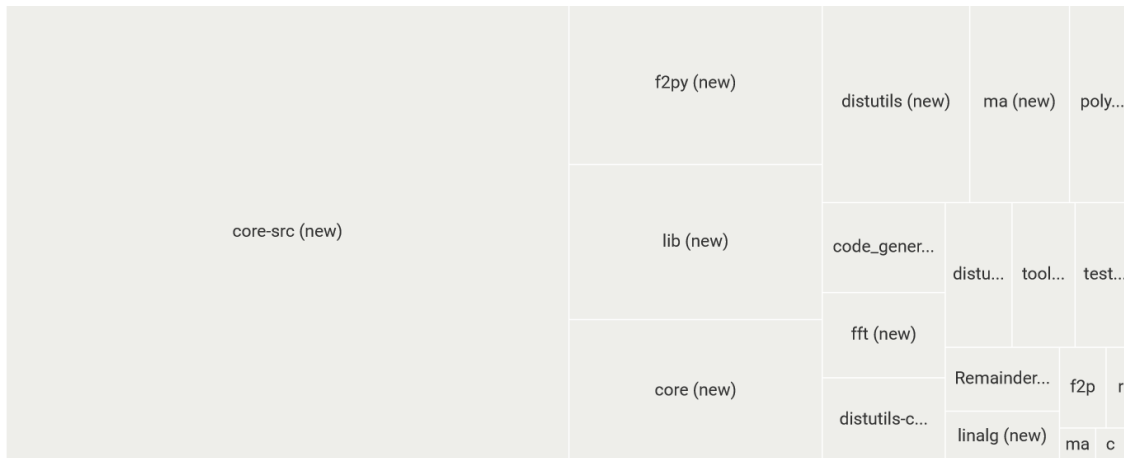 core-src (new)
f2py (new)
lib (new)
core (new)
distutils (new)
ma (new)
poly...
code_gener...
distu...
tool...
test...
fft (new)
distutils-c...
Remainder...
f2p
r
linalg (new)
ma
c